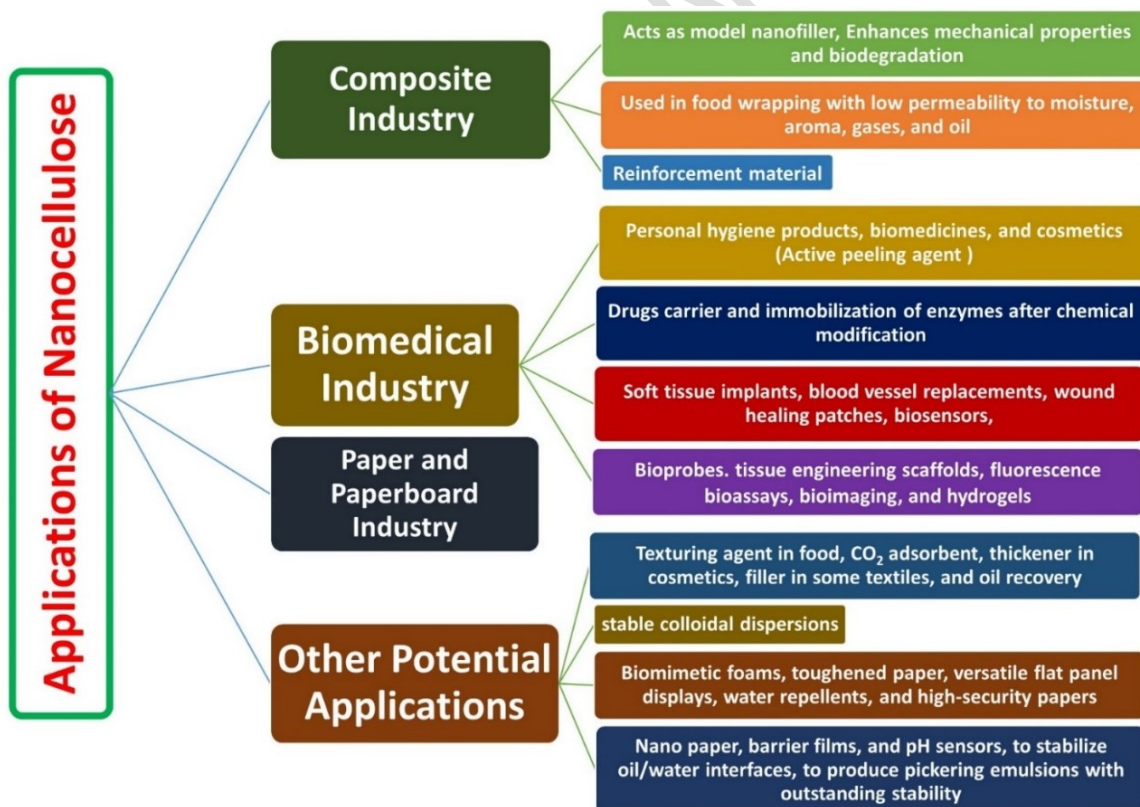 Applications of Nanocellulose
Composite
Industry
Acts as model nanofiller, Enhances mechanical properties
and biodegradation
Used in food wrapping with low permeability to moisture,
aroma, gases, and oil
Reinforcement material
Biomedical
Industry
Personal hygiene products, biomedicines, and cosmetics
(Active peeling agent )
Drugs carrier and immobilization of enzymes after chemical
modification
Soft tissue implants, blood vessel replacements, wound
healing patches, biosensors,
Bioprobes. tissue engineering scaffolds, fluorescence
bioassays, bioimaging, and hydrogels
Paper and
Paperboard
Industry
Other Potential
Applications
Texturing agent in food, CO₂ adsorbent, thickener in
cosmetics, filler in some textiles, and oil recovery
stable colloidal dispersions
Biomimetic foams, toughened paper, versatile flat panel
displays, water repellents, and high-security papers
Nano paper, barrier films, and pH sensors, to stabilize
oil/water interfaces, to produce pickering emulsions with
outstanding stability